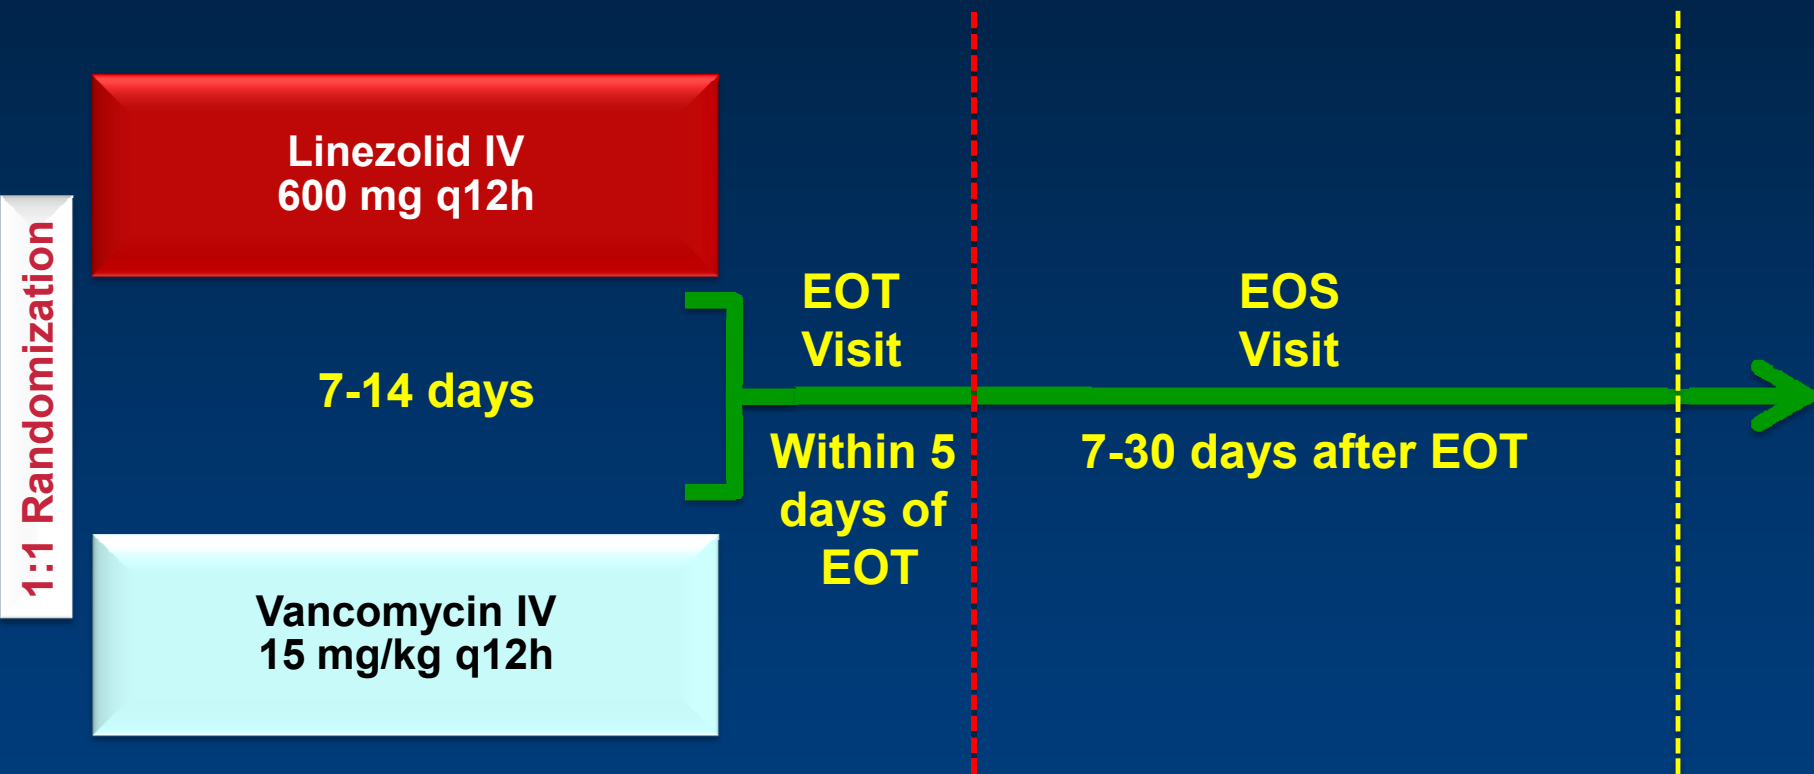 1:1 Randomization
Linezolid IV
600 mg q12h
7-14 days
Vancomycin IV
15 mg/kg q12h
EOT
Visit
Within 5
days of
EOT
EOS
Visit
7-30 days after EOT